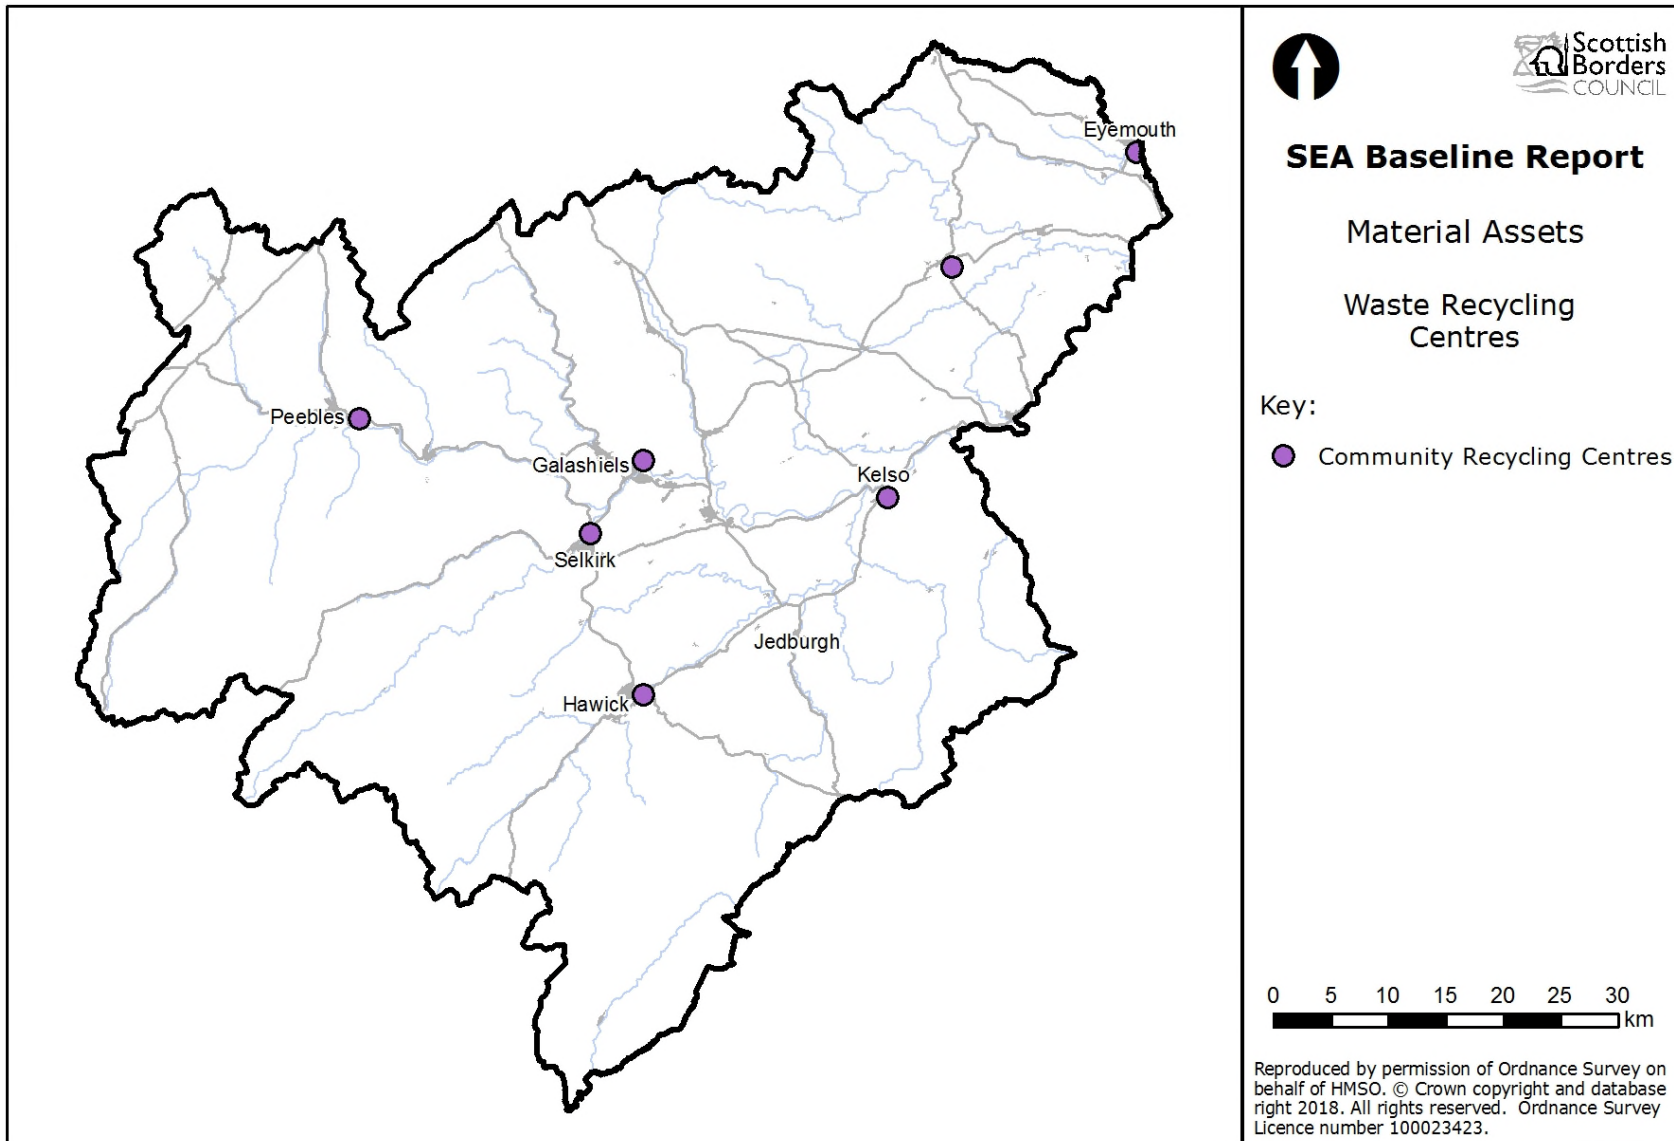 Eyemouth
Peebles
Galashiels
Kelso
Selkirk
Jedburgh
Hawick
Scottish
Borders
COUNCIL
SEA Baseline Report
Material Assets
Waste Recycling
Centres
Key:
Community Recycling Centres
0 5 10 15 20 25 30
km
Reproduced by permission of Ordnance Survey on
behalf of HMSO. © Crown copyright and database
right 2018. All rights reserved. Ordnance Survey
Licence number 100023423.